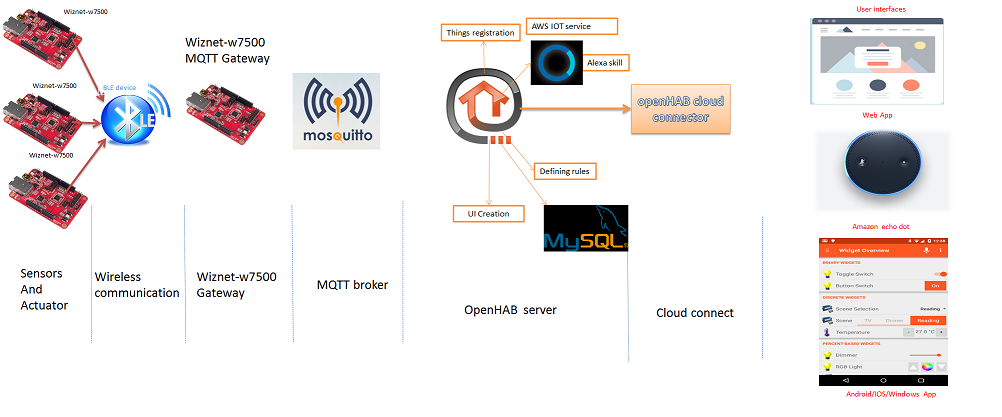 Wiznet-w7500
Wiznet-w7500
Wiznet-w7500
BLE device
BLE
Wiznet-w7500
MQTT Gateway
mosquitto
Things registration
AWS IOT service
Alexa skill
openHAB cloud
connector
Defining rules
UI Creation
MySQL
User interfaces
Web App
Amazon echo dot
Widget Overview
BINARY WIDGETS
Toggle Switch
Button Switch
On
DISCRETE WIDGETS
Scene Selection
Reading
Scene
TV
Dinner
Reading
Temperature
- 27.0 °C +
PERCENT-BASED WIDGETS
Dimmer
RGB Light
Android/IOS/Windows App
Sensors
And
Actuator
Wireless
communication
Wiznet-w7500
Gateway
MQTT broker
OpenHAB server
Cloud connect